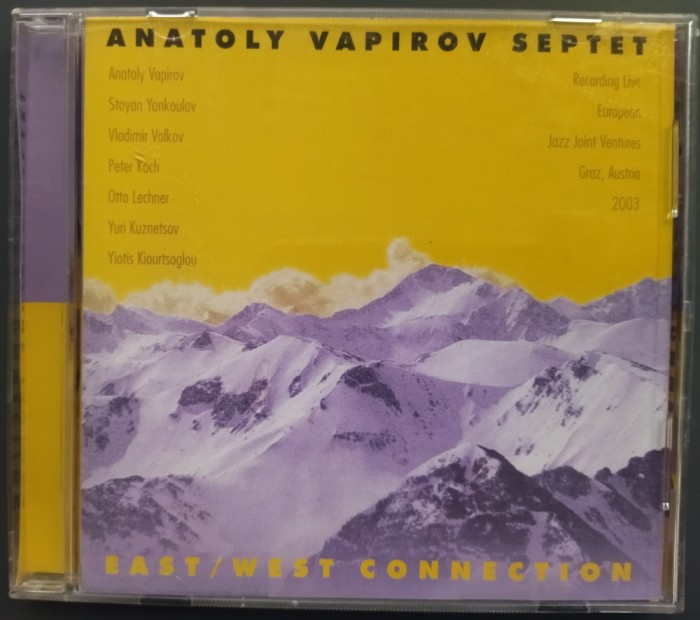 ANATOLY VAPIROV SEPTET
Anatoly Vapirov
Stoyan Yankoulov
Vladimir Volkov
Peter Koch
Otto Lechner
Yuri Kuznetsov
Yiotis Kiourtsoglou
Recording Live
European
Jazz Joint Ventures
Graz, Austria
2003
EAST/WEST CONNECTION